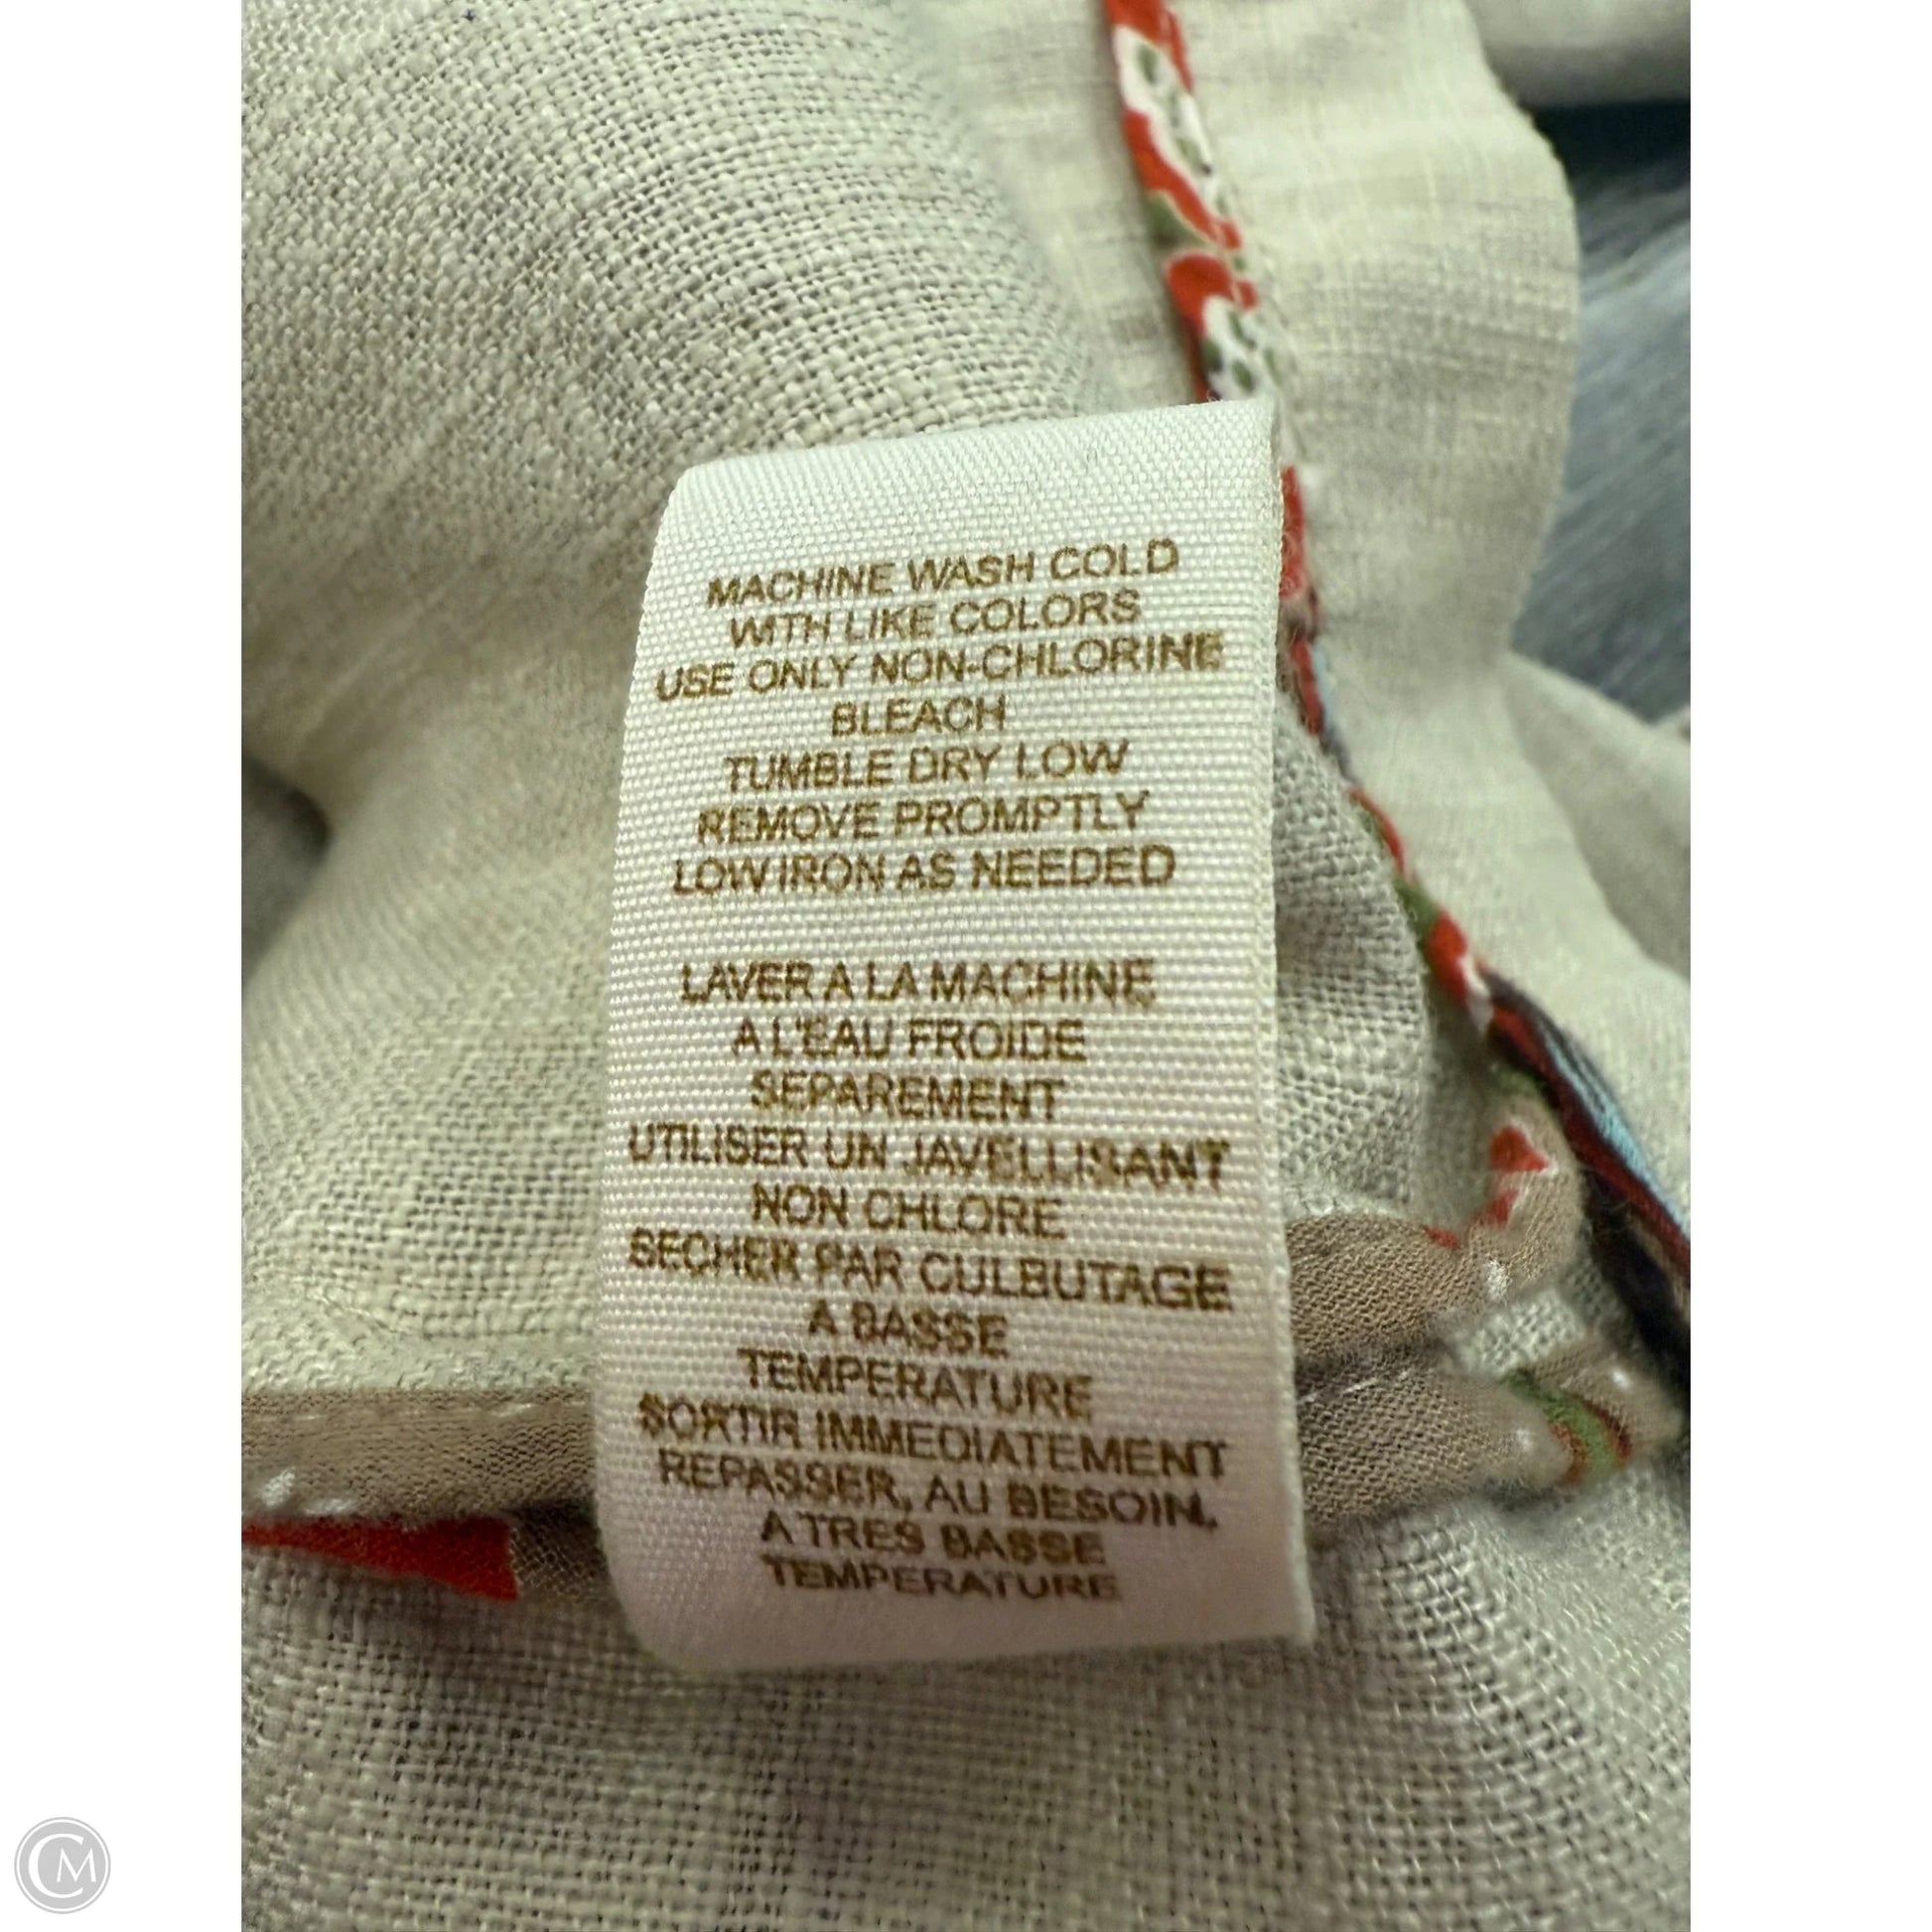 MACHINE WASH COLD
WITH LIKE COLORS
USE ONLY NON-CHLORINE
BLEACH
TUMBLE DRY LOW
REMOVE PROMPTLY
LOW IRON AS NEEDED
LAVER A LA MACHINE
A L'EAU FROIDE
SEPAREMENT
UTILISER UN JAVELLISANT
NON CHLORE
SECHER PAR CULBUTAGE
A BASSE
TEMPERATURE
SORTIR IMMEDIATEMENT
REPASSER, AU BESOIN,
A TRES BASSE
TEMPERATURE
CM